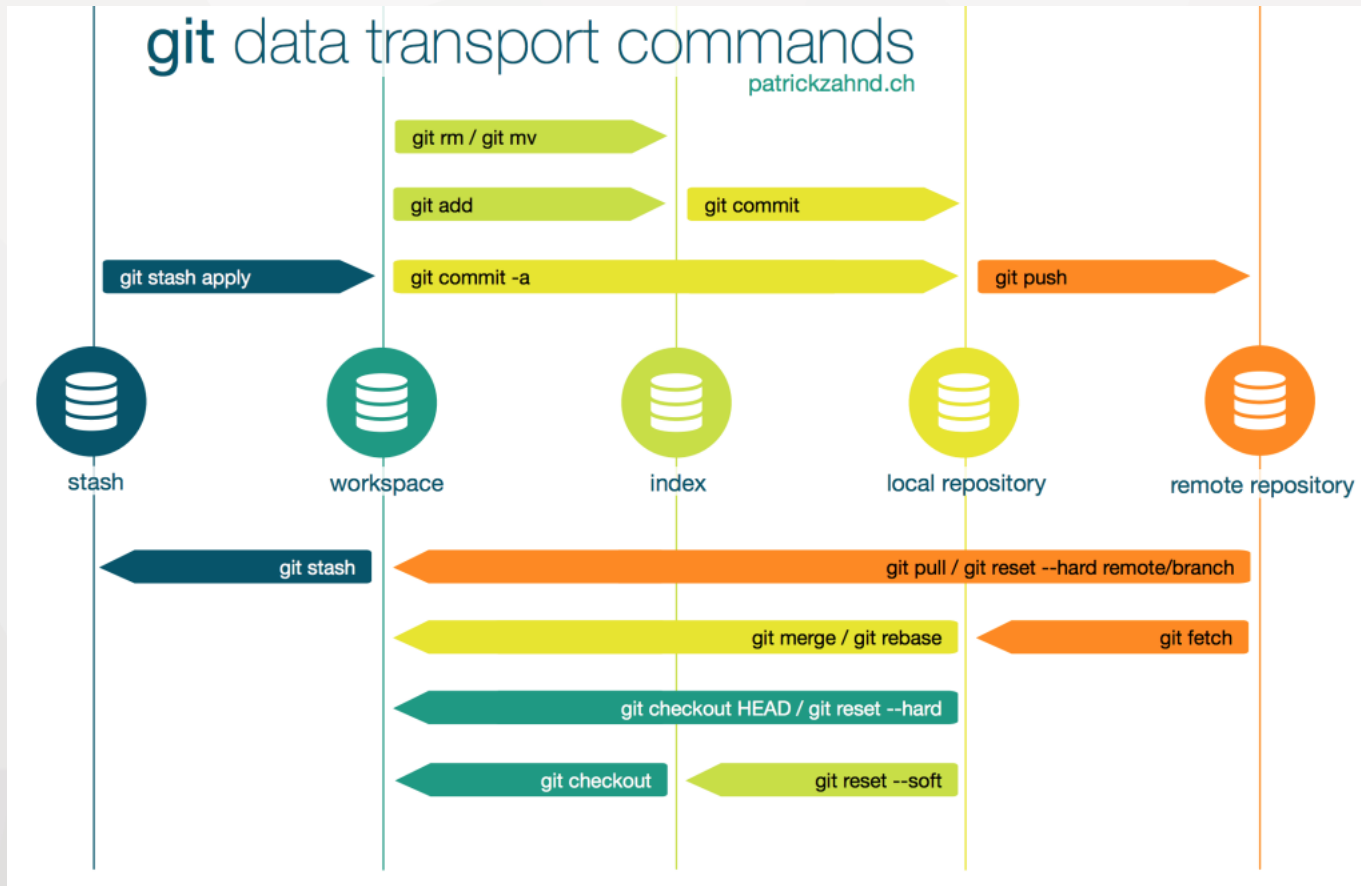 git data transport commands
patrickzahnd.ch
git rm / git mv
git add
git commit
git stash apply
git commit -a
git push
stash
workspace
index
local repository
remote repository
git stash
git pull / git reset --hard remote/branch
git merge / git rebase
git fetch
git checkout HEAD / git reset --hard
git checkout
git reset --soft